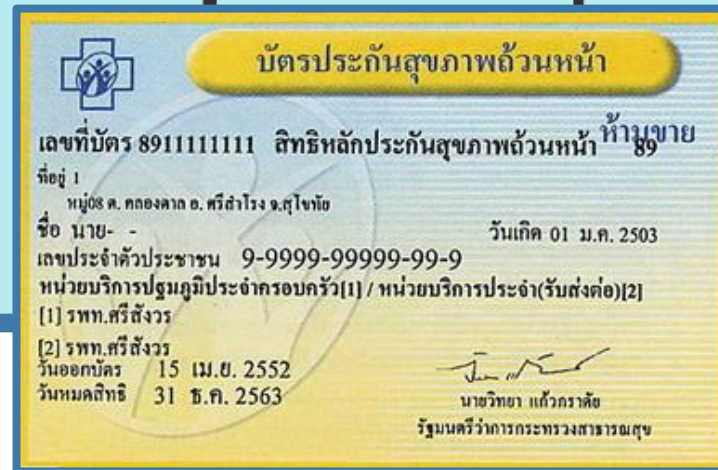 บัตรประกันสุขภาพถ้วนหน้า
เลขที่บัตร 8911111111 สิทธิหลักประกันสุขภาพถ้วนหน้า 89 ห้ามขาย
ที่อยู่ 1
หมู่08 ต. คลองตาล อ. ศรีสำโรง จ.สุโขทัย
ชื่อ นาย- - วันเกิด 01 ม.ค. 2503
เลขประจำตัวประชาชน 9-9999-99999-99-9
หน่วยบริการปฐมภูมิประจำครอบครัว[1] / หน่วยบริการประจำ(รับส่งต่อ)[2]
[1] รพท.ศรีสังวร
[2] รพท.ศรีสังวร
วันออกบัตร 15 เม.ย. 2552
วันหมดสิทธิ 31 ธ.ค. 2563
นายวิทยา แก้วภราดัย
รัฐมนตรีว่าการกระทรวงสาธารณสุข